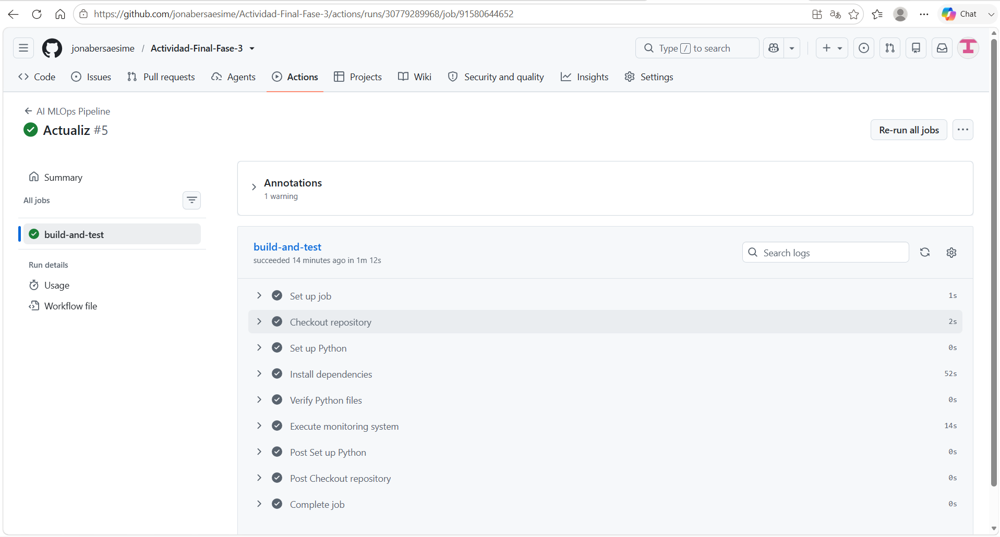 https://github.com/jonabersaesime/Actividad-Final-Fase-3/actions/runs/30779289968/job/91580644652
Chat
jonabersaesime / Actividad-Final-Fase-3
Type / to search
Code
Issues
Pull requests
Agents
Actions
Projects
Wiki
Security and quality
Insights
Settings
AI MLOps Pipeline
Actualiz #5
Re-run all jobs
Summary
All jobs
build-and-test
Run details
Usage
Workflow file
Annotations
1 warning
build-and-test
succeeded 14 minutes ago in 1m 12s
Search logs
Set up job 1s
Checkout repository 2s
Set up Python 0s
Install dependencies 52s
Verify Python files 0s
Execute monitoring system 14s
Post Set up Python 0s
Post Checkout repository 0s
Complete job 0s